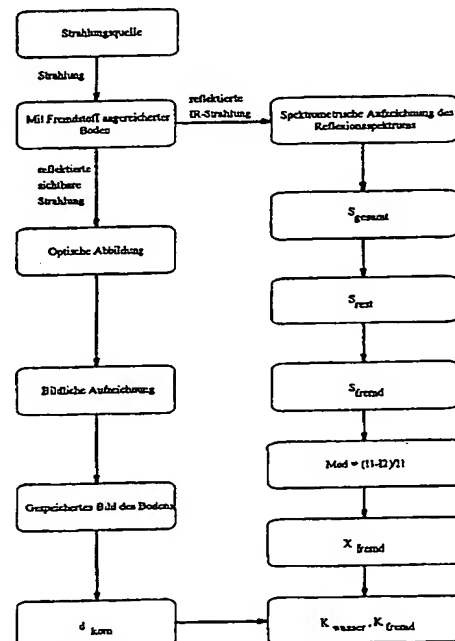 Strahlungsquelle
Strahlung
Mit Fremdstoff angereicherter
Boden
reflektierte
IR-Strahlung
Spektrometrische Aufzeichnung des
Reflexionsspektrums
reflektierte
sichtbare
Strahlung
S gesamt
Optische Abbildung
S rest
Bildliche Aufzeichnung
S fremd
Mod = (I1-I2)/I1
Gespeichertes Bild des Bodens
X fremd
d korn
K wasser, K fremd